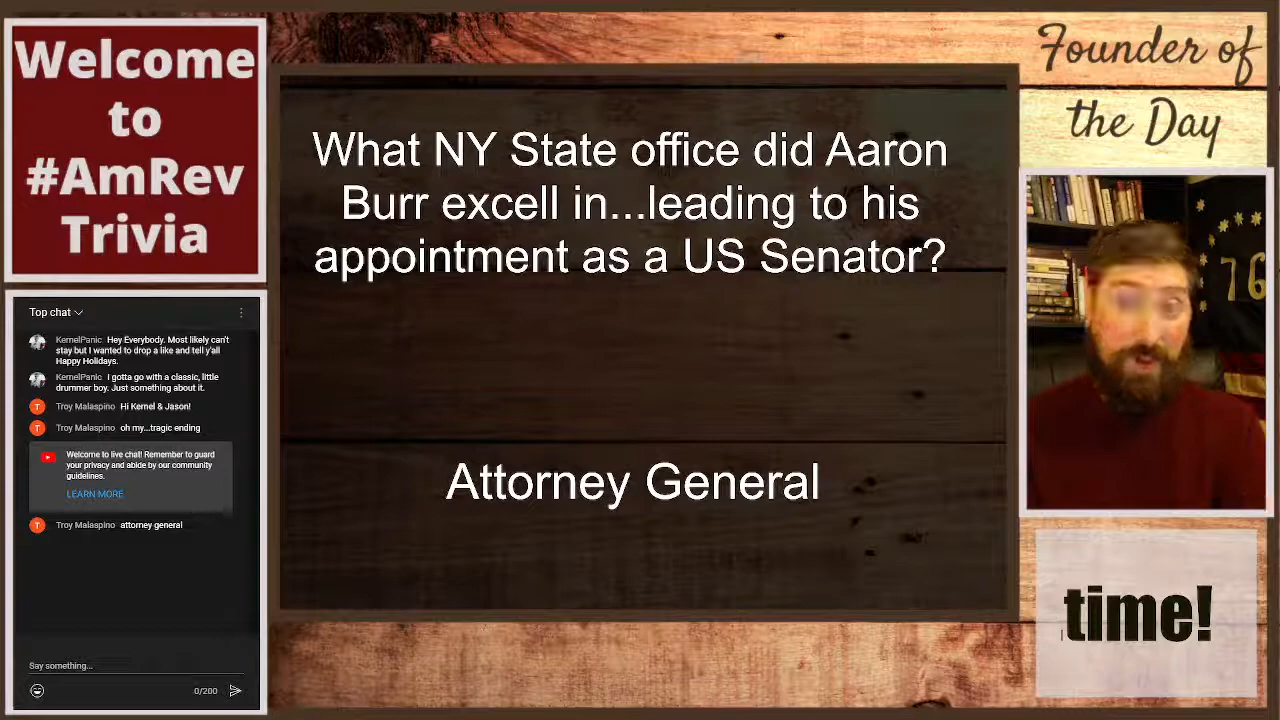 Welcome
to
#AmRev
Trivia
Top chat
KernelPanic Hey Everybody. Most likely can't
stay but I wanted to drop a like and tell y'all
Happy Holidays.
KernelPanic I gotta go with a classic, little
drummer boy. Just something about it.
T Troy Malaspino Hi Kernel & Jason!
T Troy Malaspino oh my...tragic ending
Welcome to live chat! Remember to guard
your privacy and abide by our community
guidelines.
LEARN MORE
T Troy Malaspino attorney general
Say something...
0/200
What NY State office did Aaron
Burr excell in...leading to his
appointment as a US Senator?
Attorney General
Founder of
the Day
76
time!